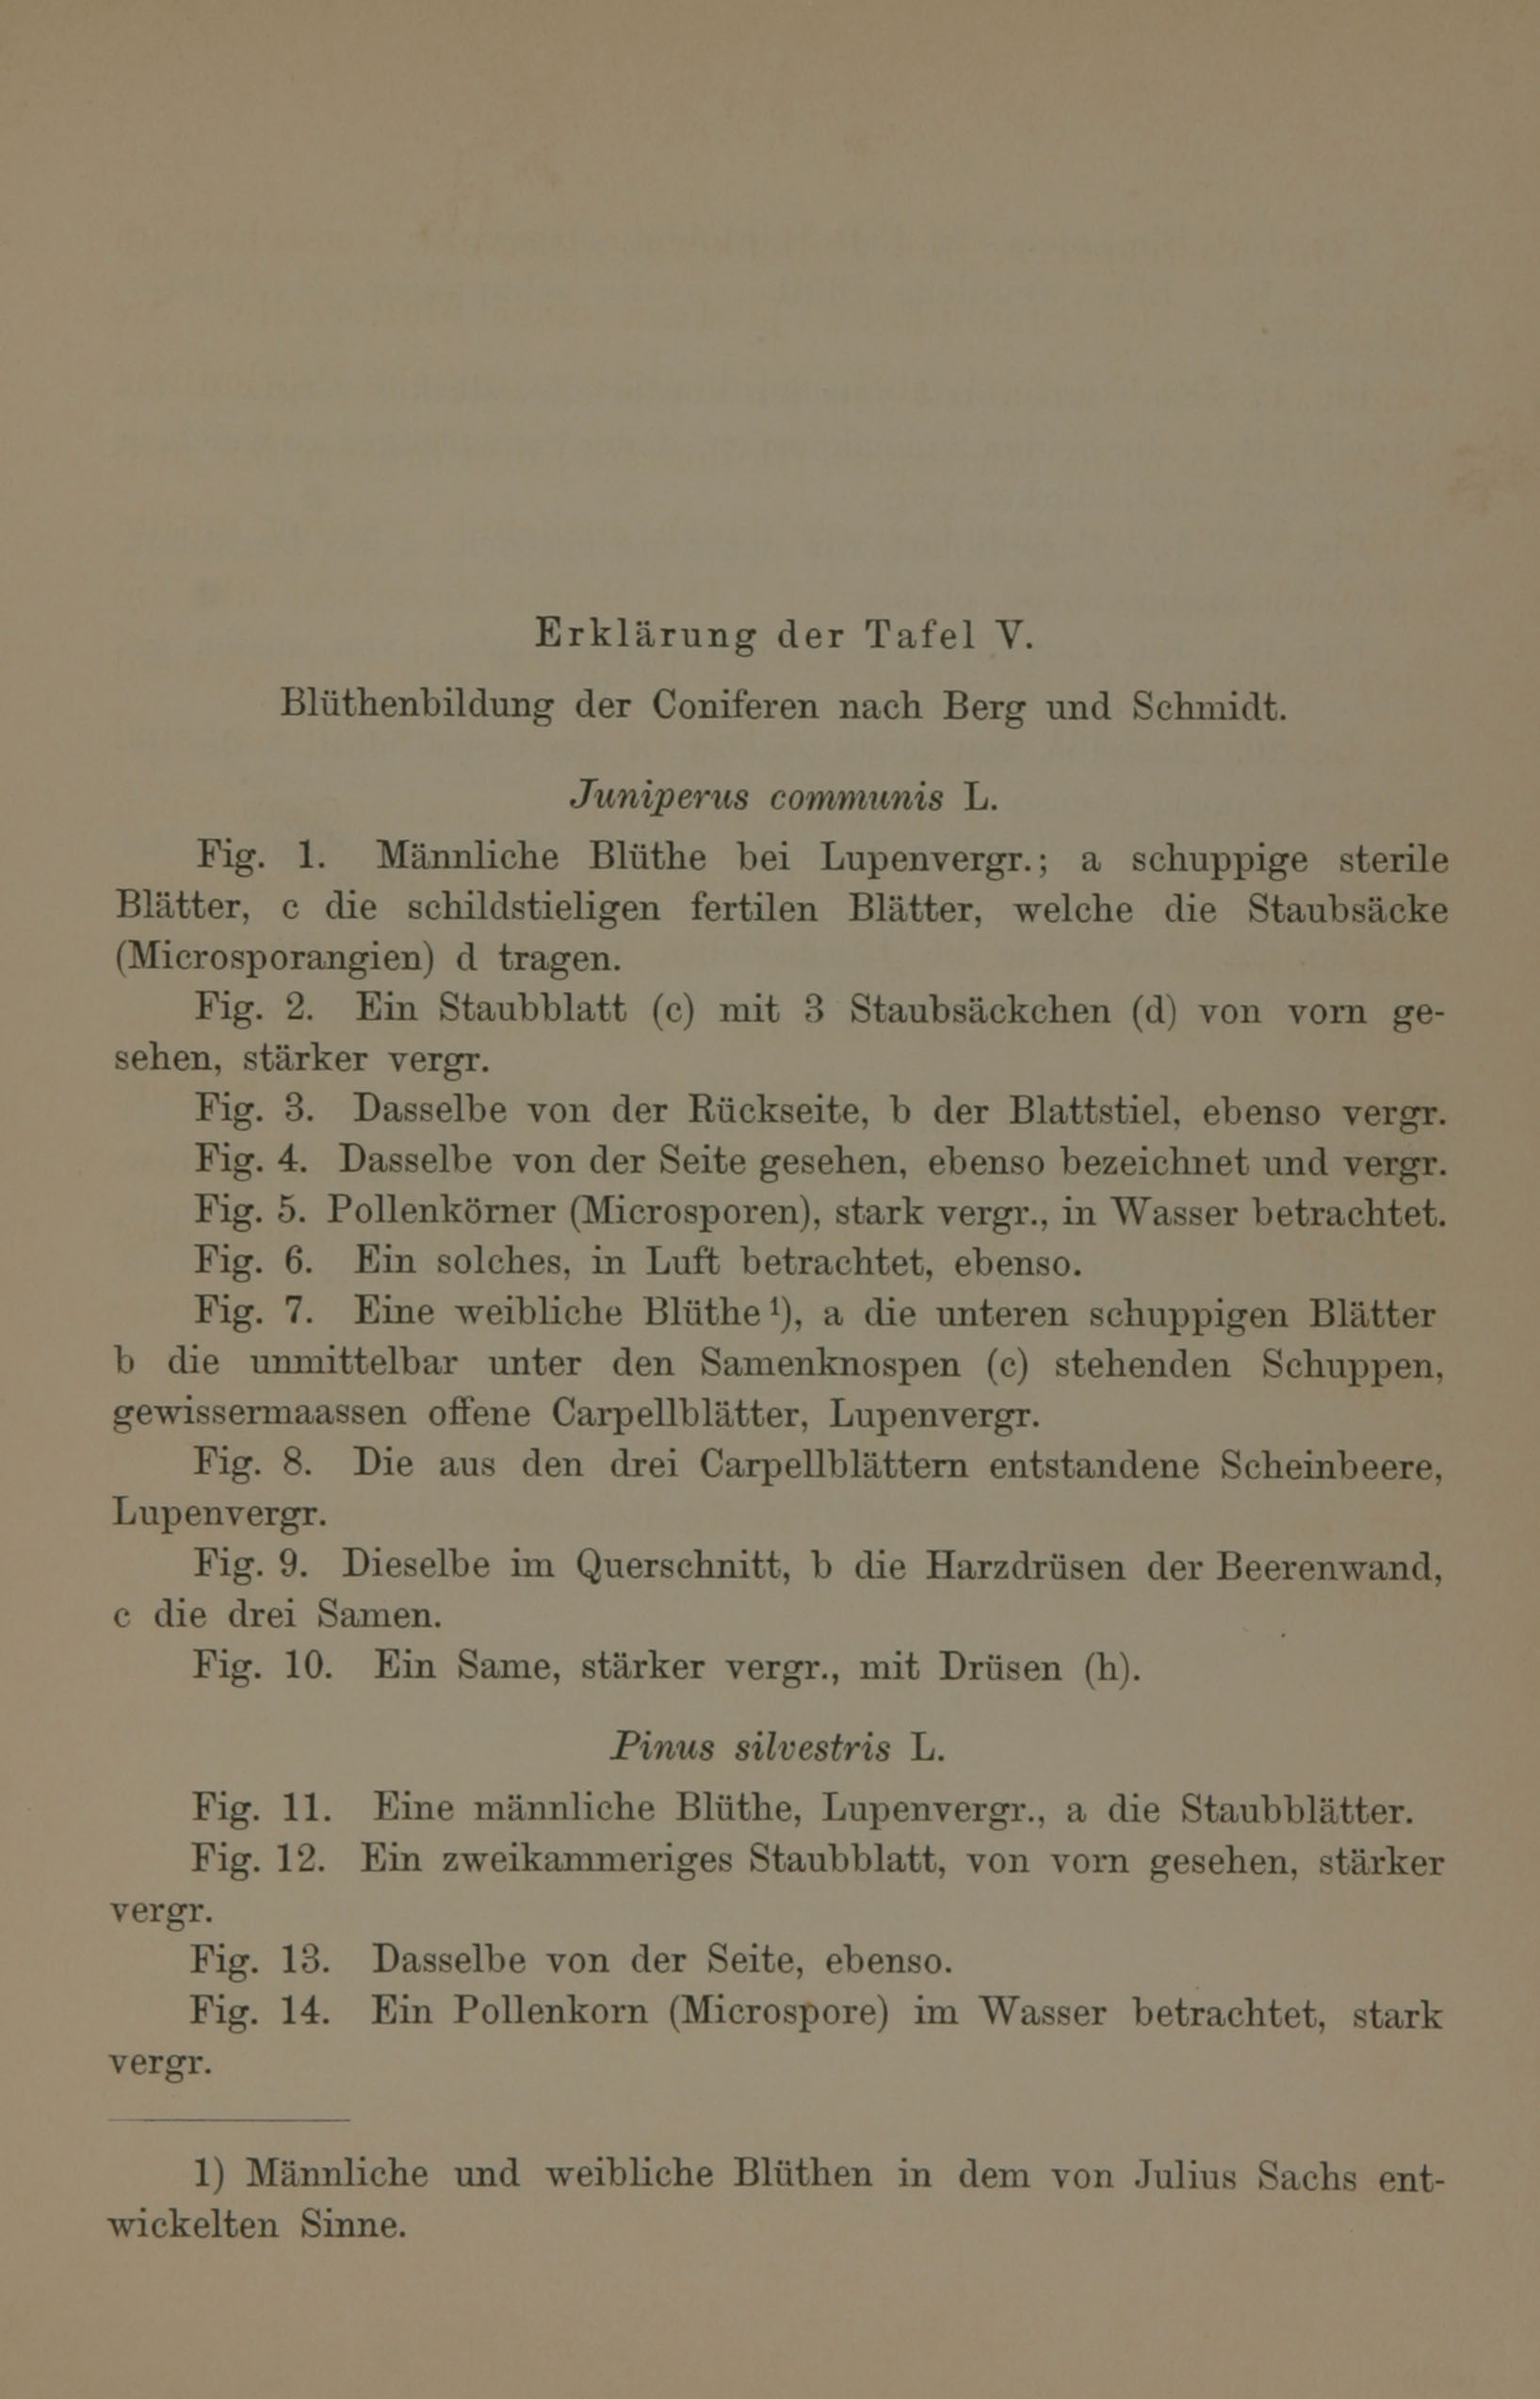 Erklärung der Tafel V.
Blüthenbildung der Coniferen nach Berg und Schmidt.
Juniperus communis L.
Fig. 1. Männliche Blüthe bei Lupenvergr.; a schuppige sterile
Blätter, c die schildstieligen fertilen Blätter, welche die Staubsäcke
(Microsporangien) d tragen.
Fig. 2. Ein Staubblatt (c) mit 3 Staubsäckchen (d) von vorn ge-
sehen, stärker vergr.
Fig. 3. Dasselbe von der Rückseite, b der Blattstiel, ebenso vergr.
Fig. 4. Dasselbe von der Seite gesehen, ebenso bezeichnet und vergr.
Fig. 5. Pollenkörner (Microsporen), stark vergr., in Wasser betrachtet.
Fig. 6. Ein solches, in Luft betrachtet, ebenso.
Fig. 7. Eine weibliche Blüthe ¹), a die unteren schuppigen Blätter
b die unmittelbar unter den Samenknospen (c) stehenden Schuppen,
gewissermaassen offene Carpellblätter, Lupenvergr.
Fig. 8. Die aus den drei Carpellblättern entstandene Scheinbeere,
Lupenvergr.
Fig. 9. Dieselbe im Querschnitt, b die Harzdrüsen der Beerenwand,
c die drei Samen.
Fig. 10. Ein Same, stärker vergr., mit Drüsen (h).
Pinus silvestris L.
Fig. 11. Eine männliche Blüthe, Lupenvergr., a die Staubblätter.
Fig. 12. Ein zweikammeriges Staubblatt, von vorn gesehen, stärker
vergr.
Fig. 13. Dasselbe von der Seite, ebenso.
Fig. 14. Ein Pollenkorn (Microspore) im Wasser betrachtet, stark
vergr.
1) Männliche und weibliche Blüthen in dem von Julius Sachs ent-
wickelten Sinne.